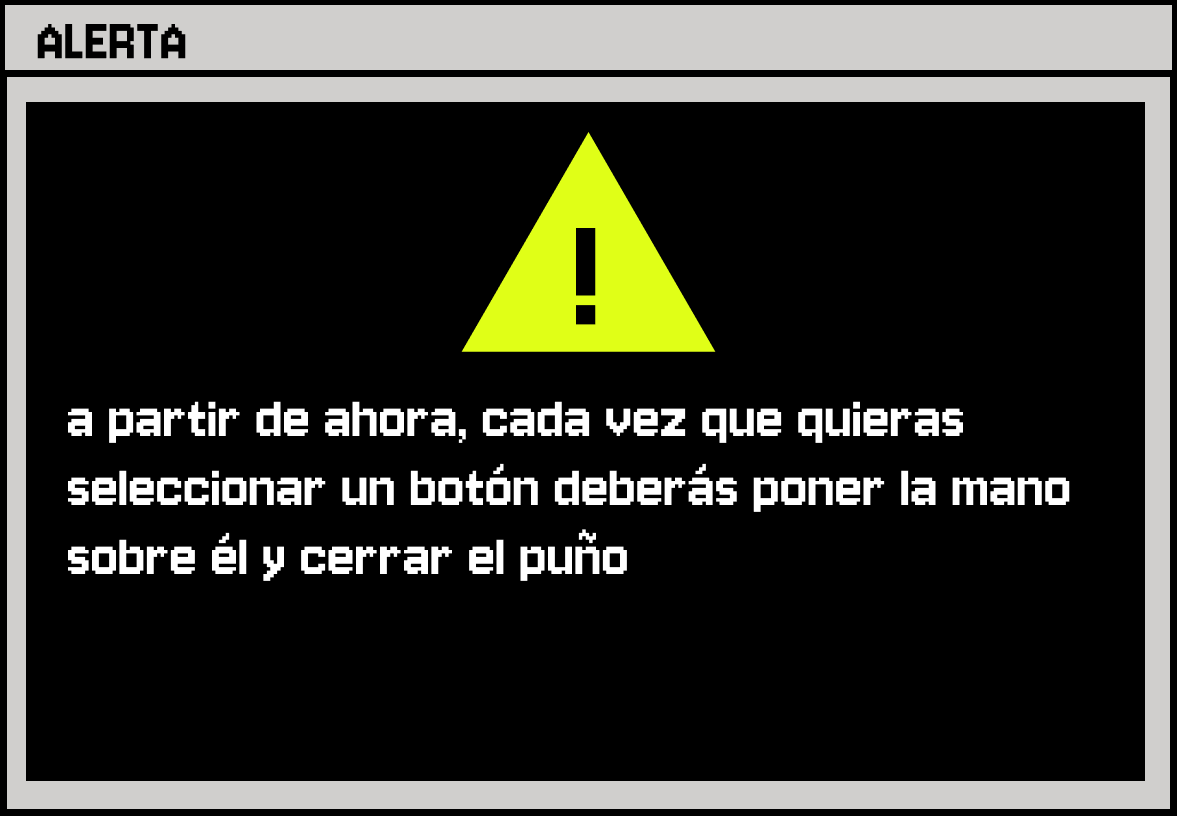 ALERTA
!
a partir de ahora, cada vez que quieras
seleccionar un botón deberás poner la mano
sobre él y cerrar el puño